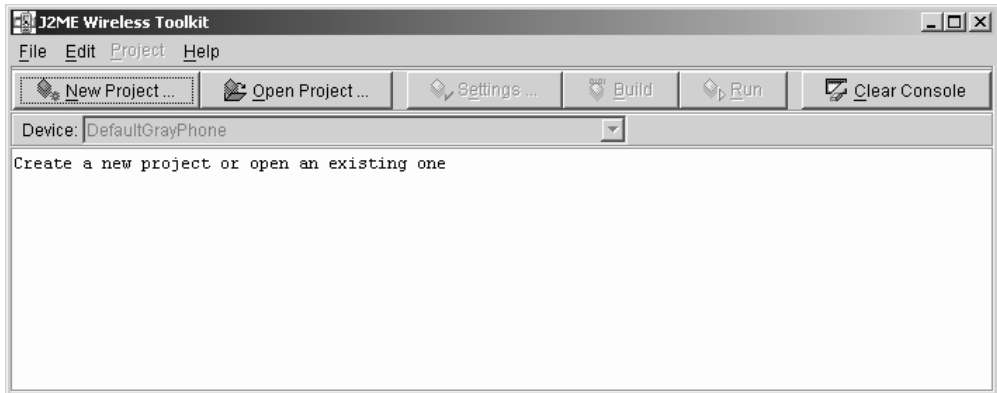 J2ME Wireless Toolkit
File Edit Project Help
New Project ... Open Project ... Settings ... Build Run Clear Console
Device: DefaultGrayPhone
Create a new project or open an existing one